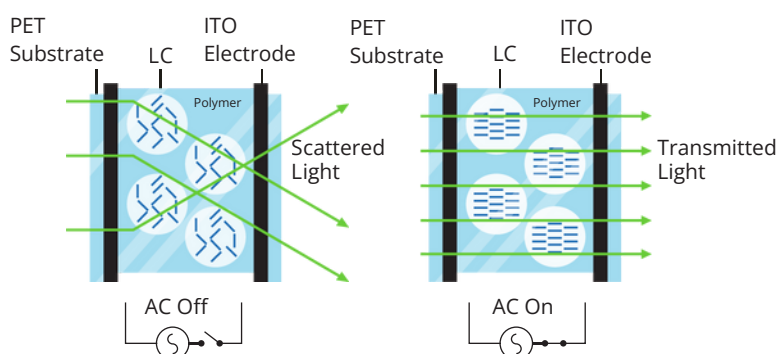 PET
Substrate
LC
ITO
Electrode
Polymer
Scattered
Light
AC Off
PET
Substrate
LC
ITO
Electrode
Polymer
Transmitted
Light
AC On